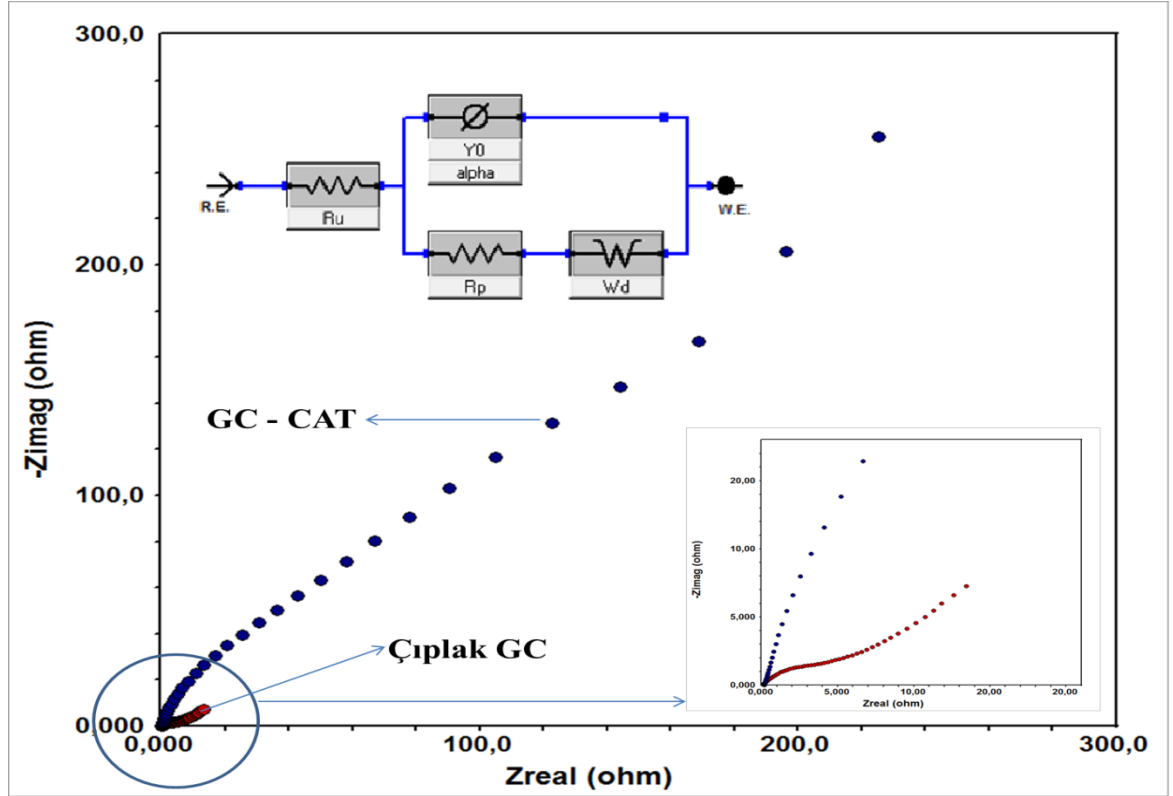 300,0
200,0
100,0
0,000
-Zimag (ohm)
R.E.
Ru
Y0
alpha
Rp
Wd
W.E.
GC - CAT
Çıplak GC
20,00
10,00
5,000
0,000
-Zimag (ohm)
0,000
5,000
10,00
20,00
20,00
Zreal (ohm)
0,000
100,0
200,0
300,0
Zreal (ohm)